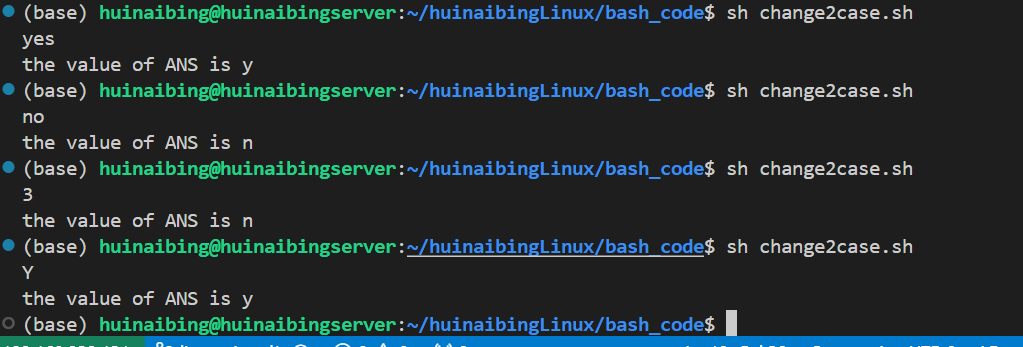 (base) huinaibing@huinaibingserver:~/huinaibingLinux/bash_code$ sh change2case.sh
yes
the value of ANS is y
(base) huinaibing@huinaibingserver:~/huinaibingLinux/bash_code$ sh change2case.sh
no
the value of ANS is n
(base) huinaibing@huinaibingserver:~/huinaibingLinux/bash_code$ sh change2case.sh
3
the value of ANS is n
(base) huinaibing@huinaibingserver:~/huinaibingLinux/bash_code$ sh change2case.sh
Y
the value of ANS is y
(base) huinaibing@huinaibingserver:~/huinaibingLinux/bash_code$